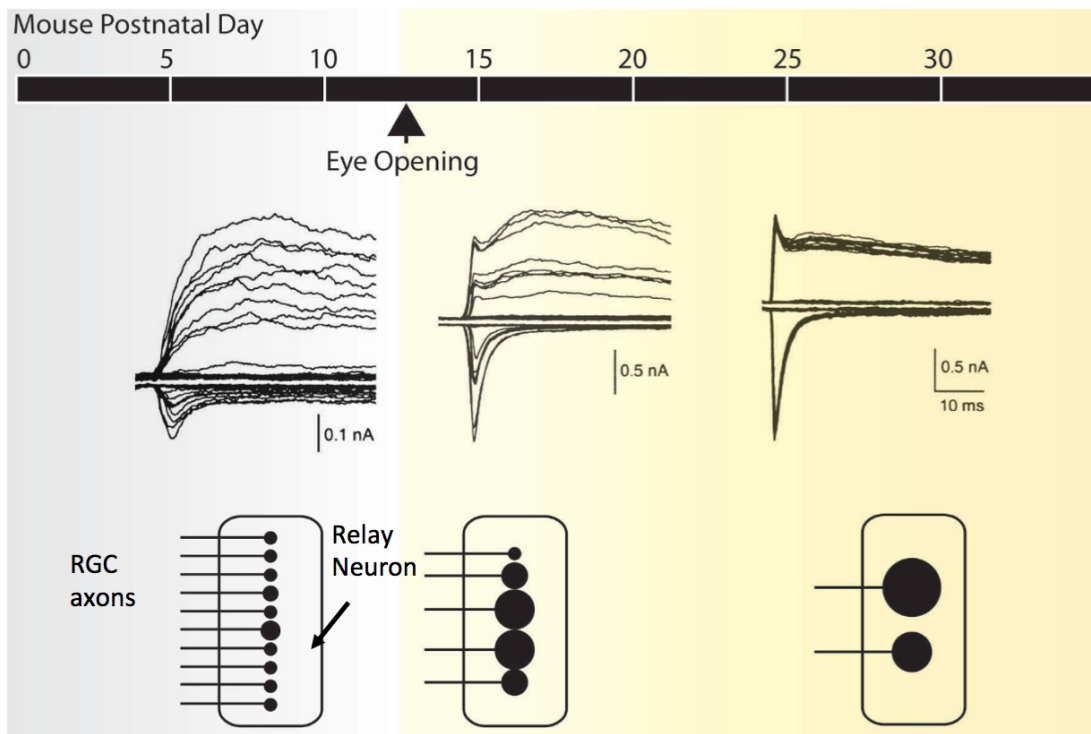 Mouse Postnatal Day
0 5 10 15 20 25 30
Eye Opening
0.1 nA
0.5 nA
0.5 nA
10 ms
RGC
axons
Relay
Neuron